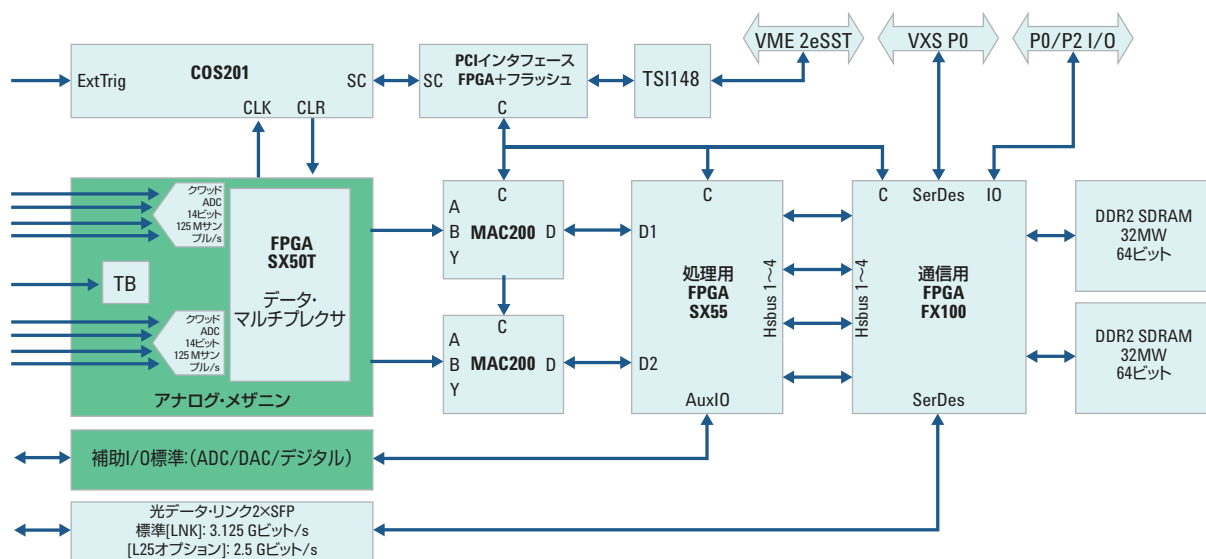 VME 2eSST
VXS P0
P0/P2 I/O
COS201
ExtTrig
SC
CLK
CLR
PCIインタフェース
FPGA+フラッシュ
SC
C
TSI148
クワッド
ADC
14ビット
125 Mサン
プル/s
FPGA
SX50T
データ・
マルチプレクサ
TB
クワッド
ADC
14ビット
125 Mサン
プル/s
アナログ・メザニン
C
A
B
Y
MAC200
D
C
A
B
Y
MAC200
D
C
D1
処理用
FPGA
SX55
D2
Hsbus 1~4
AuxIO
C
SerDes
IO
Hsbus 1~4
通信用
FPGA
FX100
SerDes
DDR2 SDRAM
32MW
64ビット
DDR2 SDRAM
32MW
64ビット
補助I/O標準:(ADC/DAC/デジタル)
光データ・リンク2×SFP
標準[LNK]: 3.125 Gビット/s
[L25オプション]: 2.5 Gビット/s